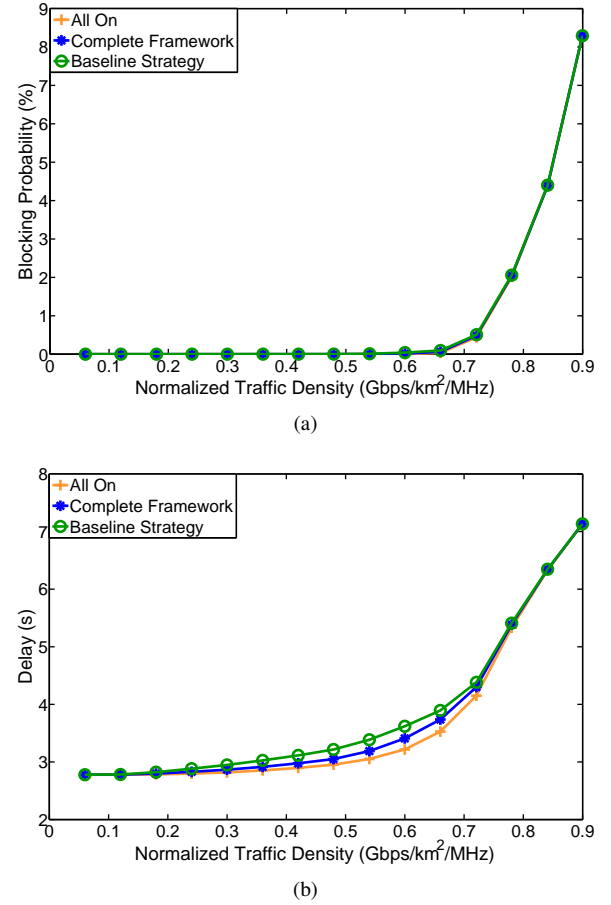 All On
Complete Framework
Baseline Strategy
Blocking Probability (%)
9
8
7
6
5
4
3
2
1
0
0 0.1 0.2 0.3 0.4 0.5 0.6 0.7 0.8 0.9
Normalized Traffic Density (Gbps/km²/MHz)
(a)
All On
Complete Framework
Baseline Strategy
Delay (s)
8
7
6
5
4
3
2
0 0.1 0.2 0.3 0.4 0.5 0.6 0.7 0.8 0.9
Normalized Traffic Density (Gbps/km²/MHz)
(b)